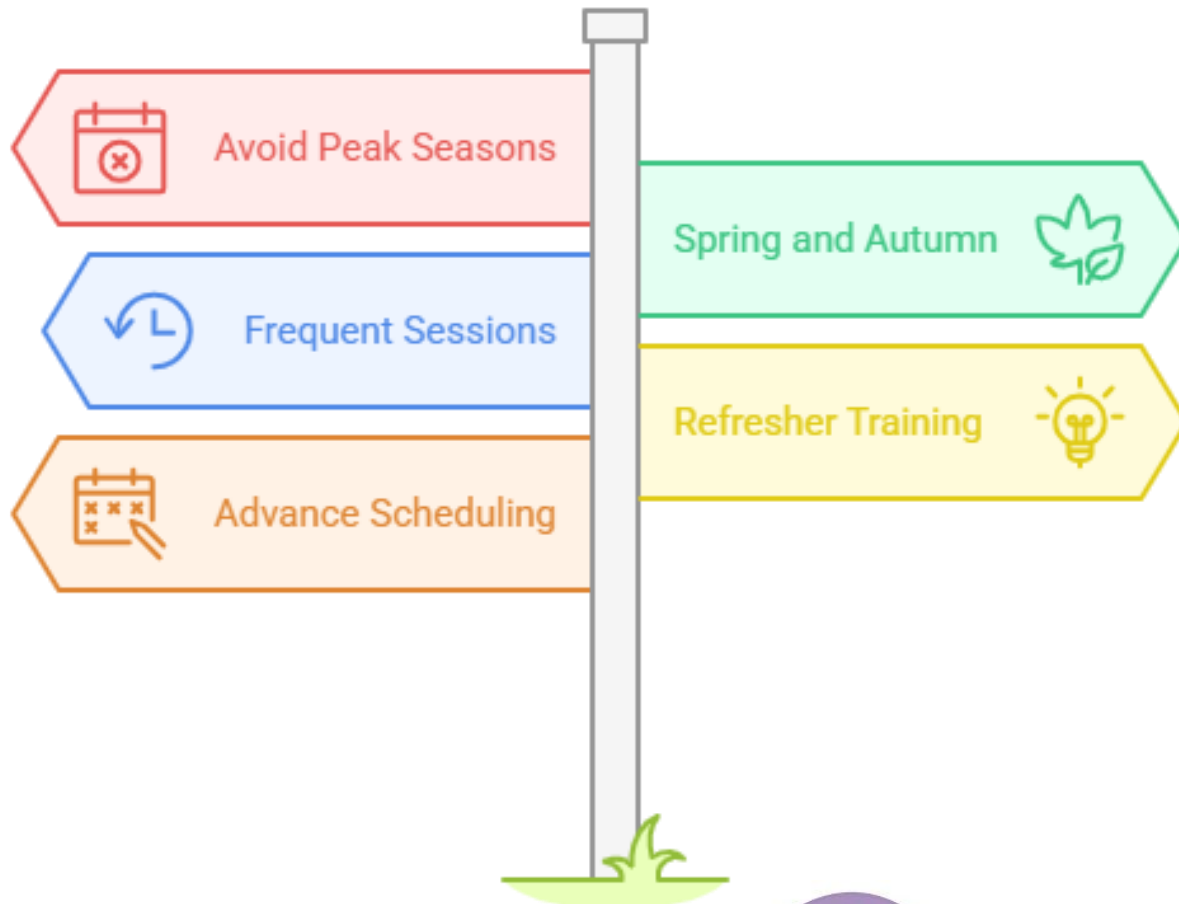 Avoid Peak Seasons
Spring and Autumn
Frequent Sessions
Refresher Training
Advance Scheduling